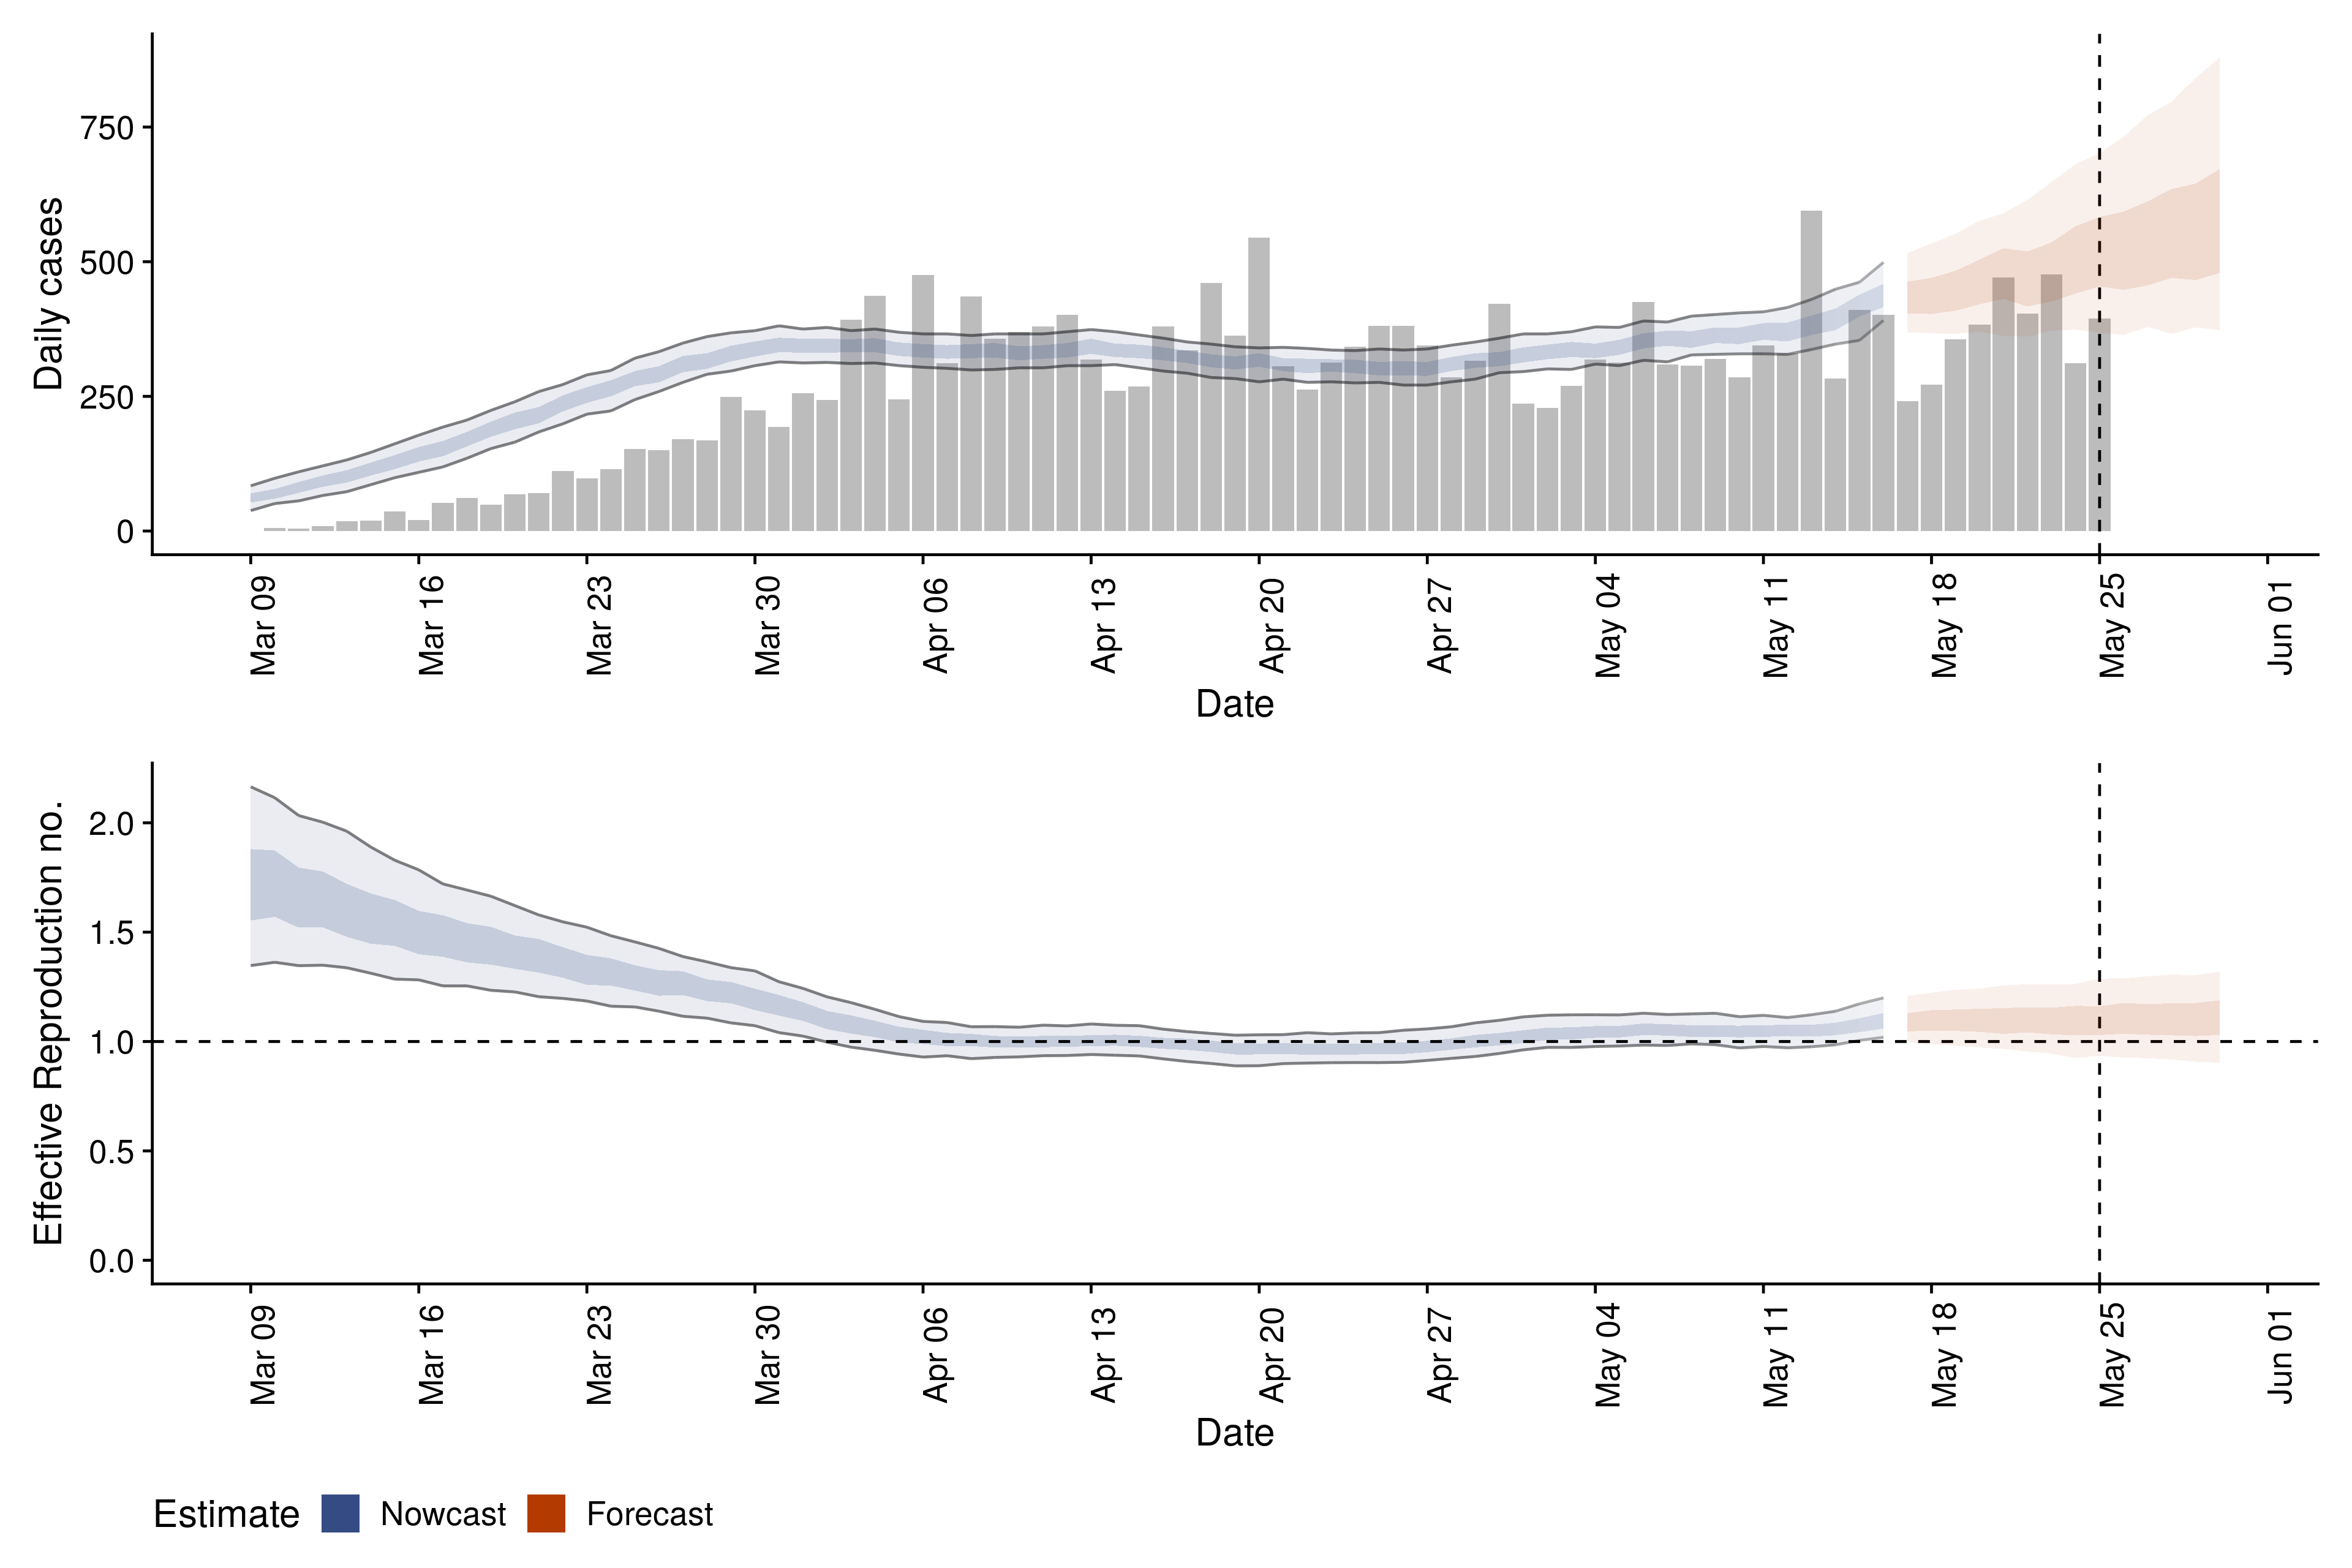 Daily cases
750
500
250
0
Mar 09
Mar 16
Mar 23
Mar 30
Apr 06
Apr 13
Apr 20
Apr 27
May 04
May 11
May 18
May 25
Jun 01
Date
Effective Reproduction no.
2.0
1.5
1.0
0.5
0.0
Mar 09
Mar 16
Mar 23
Mar 30
Apr 06
Apr 13
Apr 20
Apr 27
May 04
May 11
May 18
May 25
Jun 01
Date
Estimate Nowcast Forecast